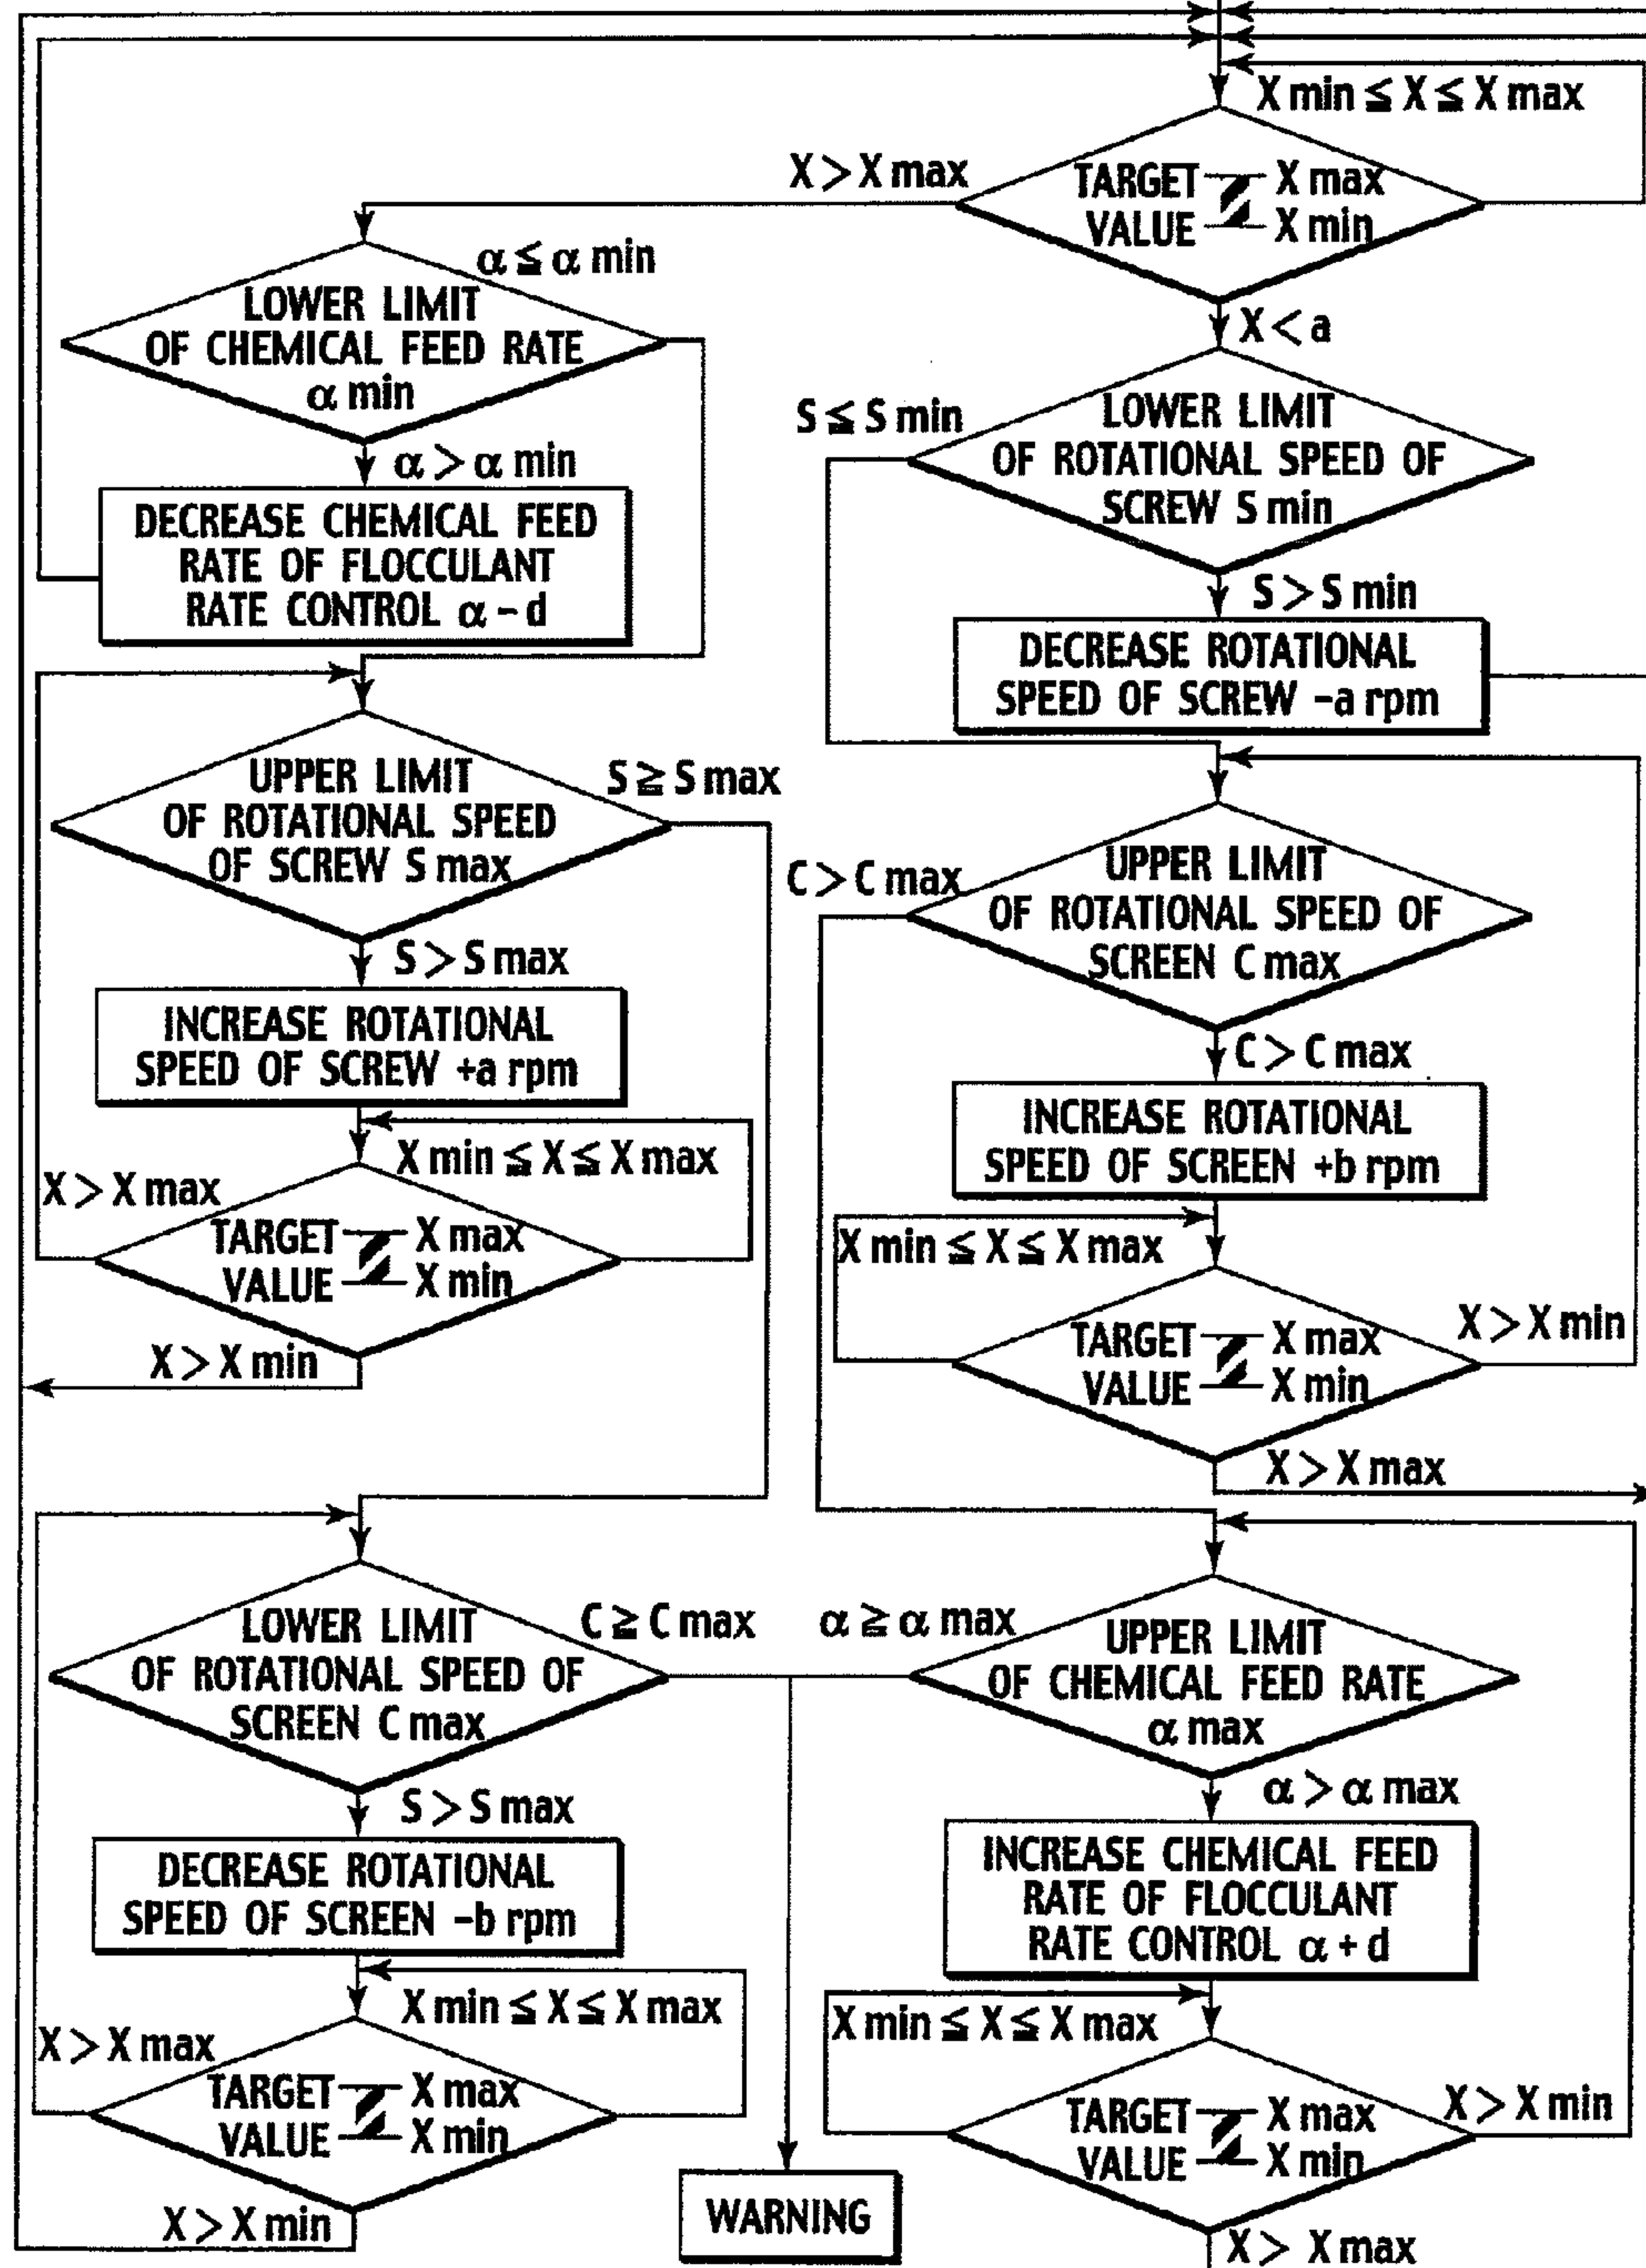 X min ≦ X ≦ X max
X > X max
TARGET X max
VALUE X min
α ≦ α min
LOWER LIMIT
OF CHEMICAL FEED RATE
α min
X < a
S ≦ S min
LOWER LIMIT
OF ROTATIONAL SPEED OF
SCREW S min
α > α min
DECREASE CHEMICAL FEED
RATE OF FLOCCULANT
RATE CONTROL α – d
S > S min
DECREASE ROTATIONAL
SPEED OF SCREW –a rpm
UPPER LIMIT
OF ROTATIONAL SPEED
OF SCREW S max
S ≧ S max
C > C max
UPPER LIMIT
OF ROTATIONAL SPEED OF
SCREEN C max
S > S max
INCREASE ROTATIONAL
SPEED OF SCREW +a rpm
C > C max
INCREASE ROTATIONAL
SPEED OF SCREEN +b rpm
X min ≦ X ≦ X max
X > X max
TARGET X max
VALUE X min
X > X min
X min ≦ X ≦ X max
TARGET X max
VALUE X min
X > X min
X > X max
LOWER LIMIT
OF ROTATIONAL SPEED OF
SCREEN C max
C ≧ C max
α ≧ α max
UPPER LIMIT
OF CHEMICAL FEED RATE
α max
S > S max
DECREASE ROTATIONAL
SPEED OF SCREEN –b rpm
α > α max
INCREASE CHEMICAL FEED
RATE OF FLOCCULANT
RATE CONTROL α + d
X min ≦ X ≦ X max
X > X max
TARGET X max
VALUE X min
X > X min
X min ≦ X ≦ X max
TARGET X max
VALUE X min
X > X min
WARNING
X > X max